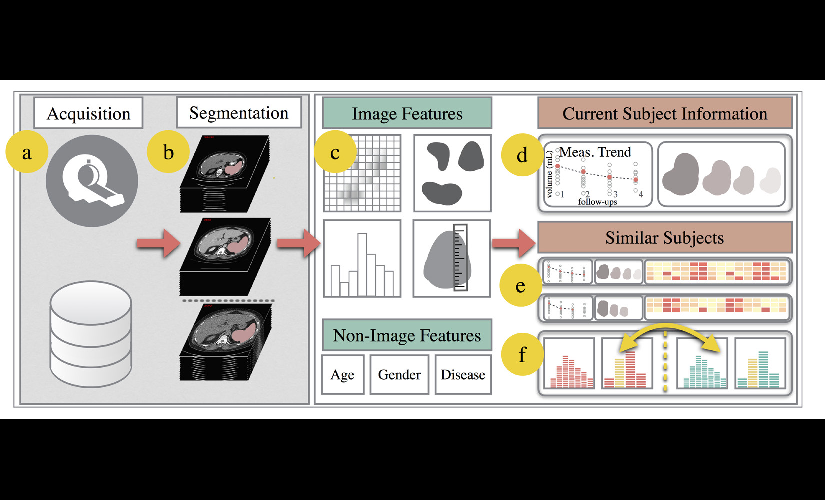 Acquisition
Segmentation
a
b
Image Features
c
Non-Image Features
Age
Gender
Disease
Current Subject Information
d
Meas. Trend
volume (mL)
1 2 3 4
follow-ups
Similar Subjects
e
f